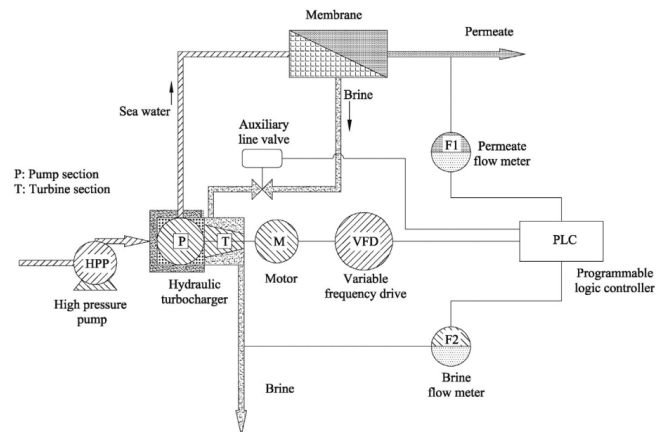 Membrane
Permeate
Sea water
Brine
Auxiliary
line valve
F1
Permeate
flow meter
P: Pump section
T: Turbine section
HPP
P
T
M
VFD
PLC
High pressure
pump
Hydraulic
turbocharger
Motor
Variable
frequency drive
Programmable
logic controller
F2
Brine
flow meter
Brine